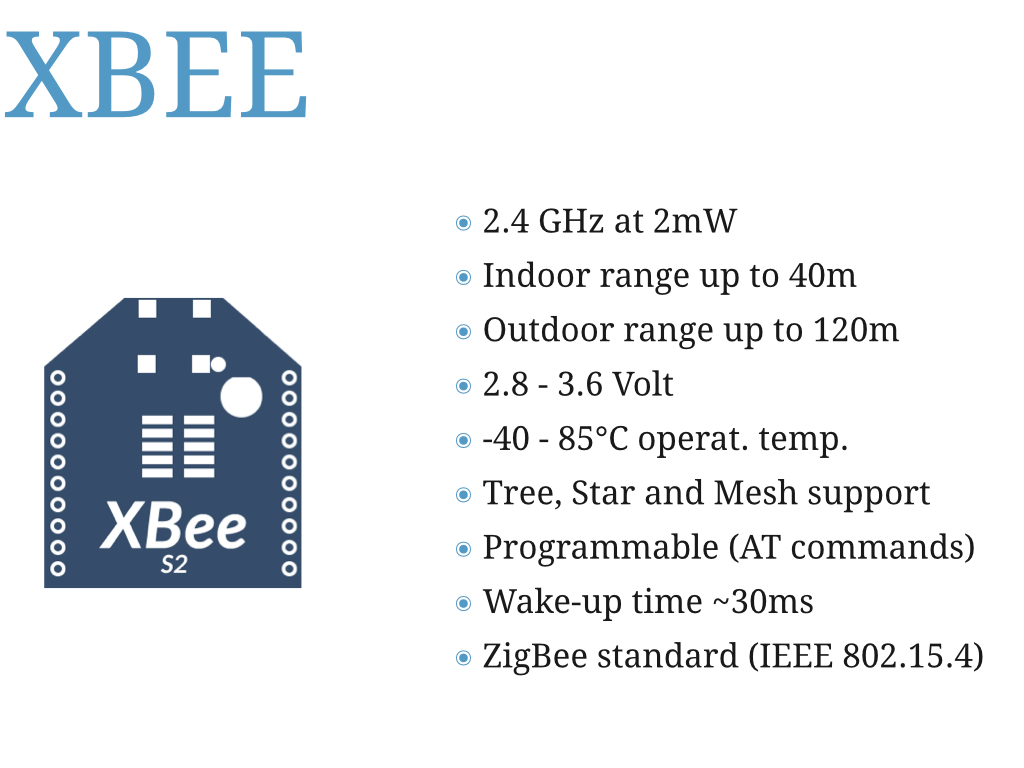 XBEE
2.4 GHz at 2mW
Indoor range up to 40m
Outdoor range up to 120m
2.8 - 3.6 Volt
-40 - 85°C operat. temp.
Tree, Star and Mesh support
Programmable (AT commands)
Wake-up time ~30ms
ZigBee standard (IEEE 802.15.4)
XBee
S2